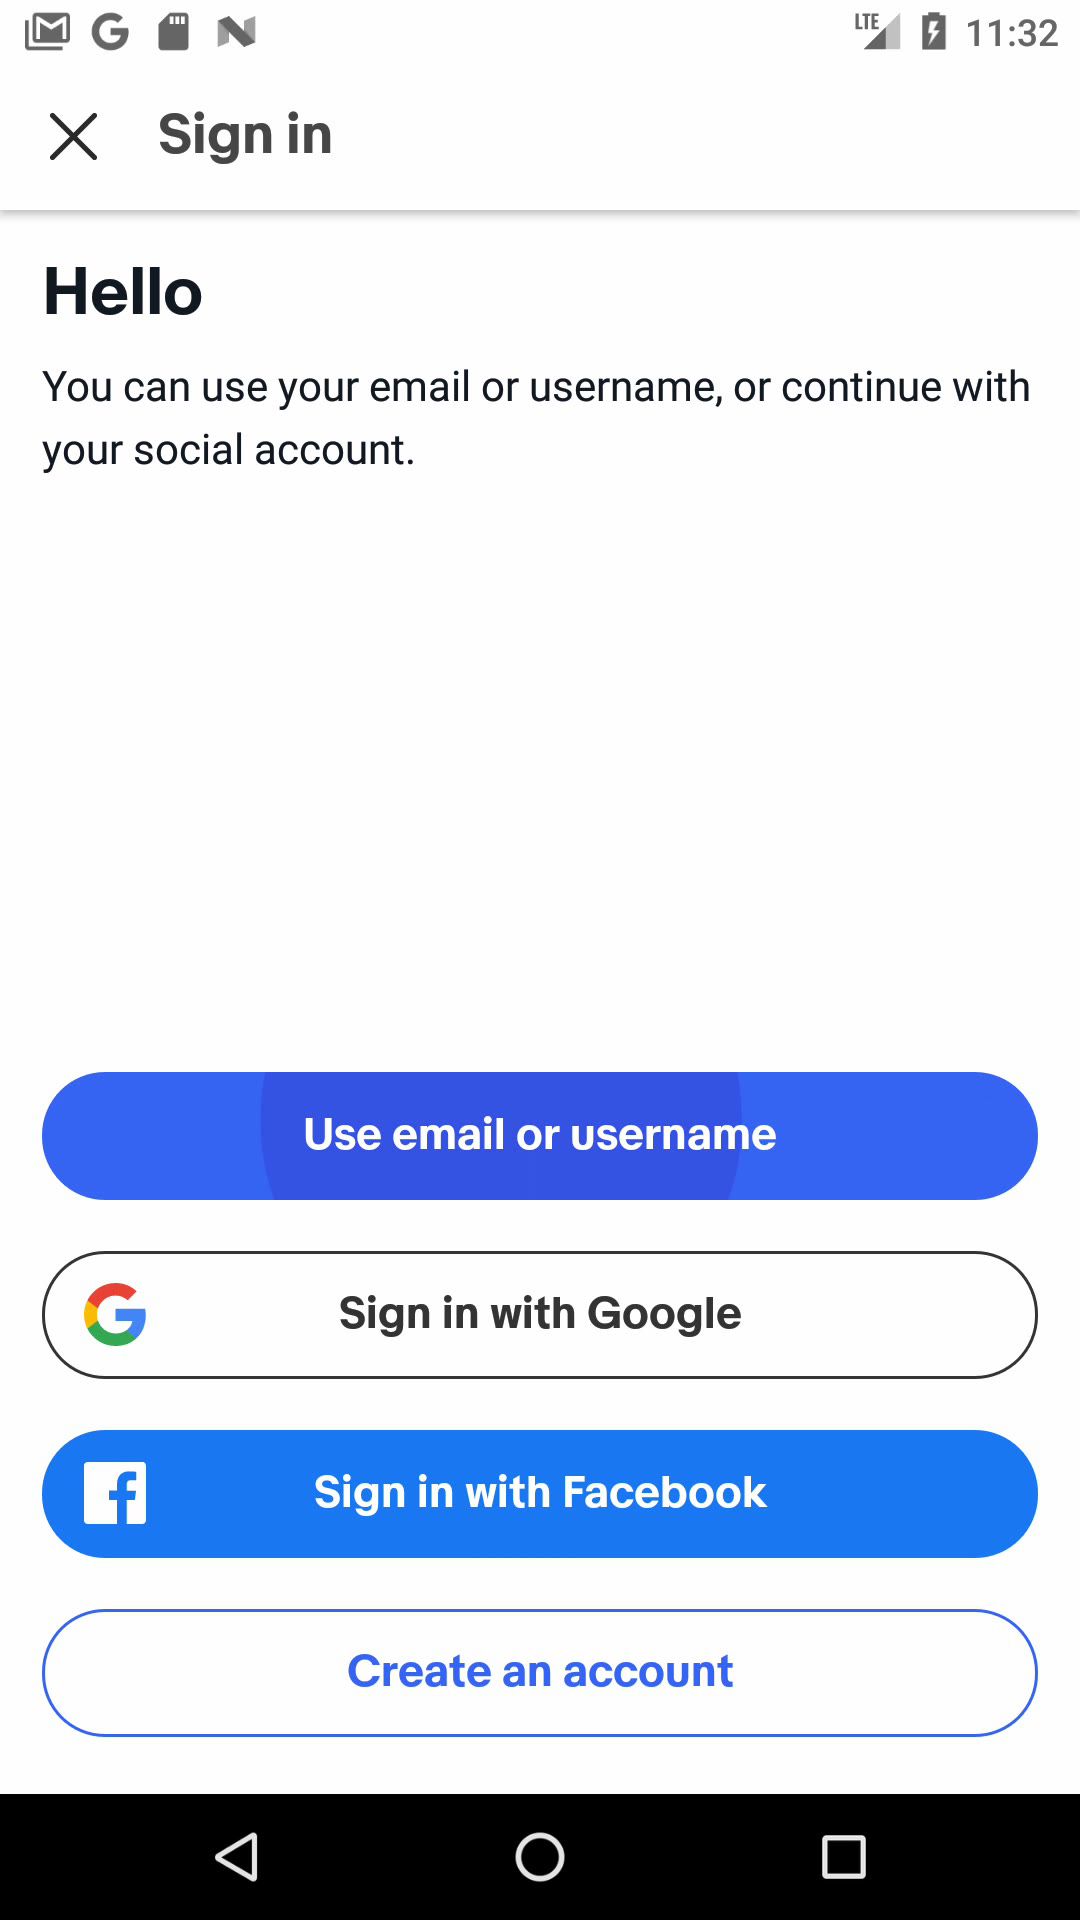 LTE 11:32
Sign in
Hello
You can use your email or username, or continue with
your social account.
Use email or username
Sign in with Google
Sign in with Facebook
Create an account